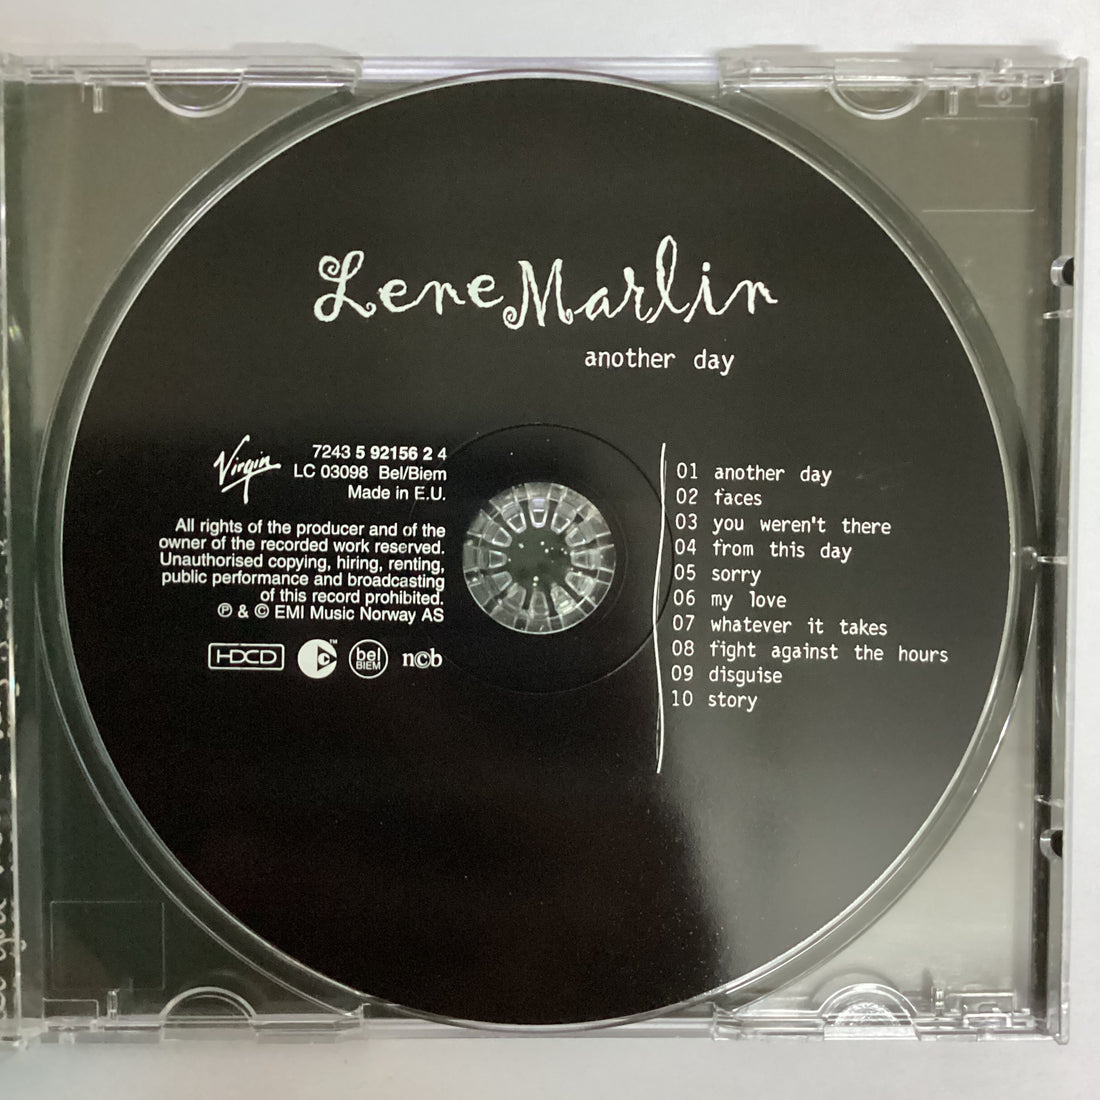 Lene Marlin
another day
Virgin
7243 5 92156 2 4
LC 03098 Bel/Biem
Made in E.U.
All rights of the producer and of the
owner of the recorded work reserved.
Unauthorised copying, hiring, renting,
public performance and broadcasting
of this record prohibited.
℗ & © EMI Music Norway AS
HDCD
C ™
bel
BIEM
ncb
01 another day
02 faces
03 you weren't there
04 from this day
05 sorry
06 my love
07 whatever it takes
08 fight against the hours
09 disguise
10 story